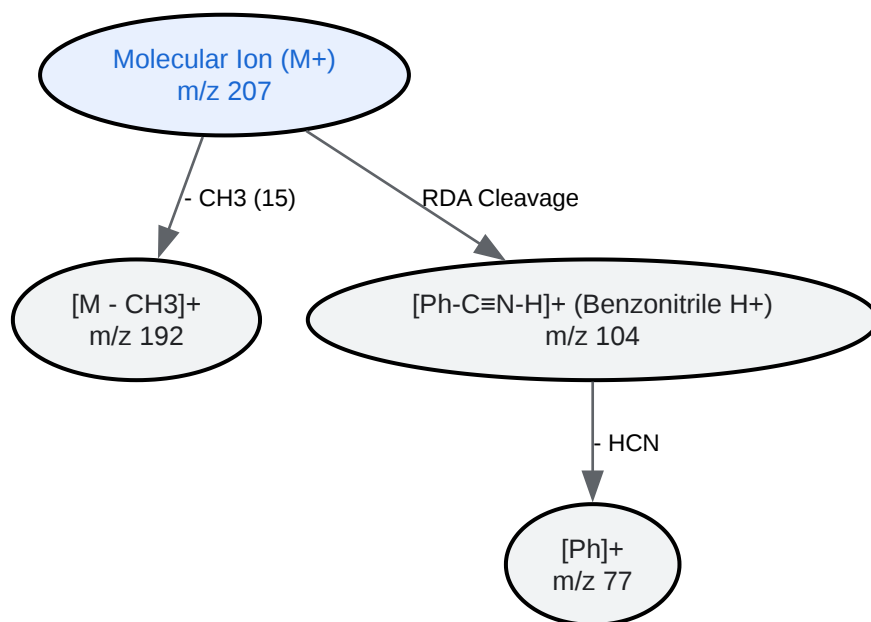 Molecular Ion (M+)
m/z 207
- CH3 (15)
RDA Cleavage
[M - CH3]+
m/z 192
[Ph-C≡N-H]+ (Benzonitrile H+)
m/z 104
- HCN
[Ph]+
m/z 77